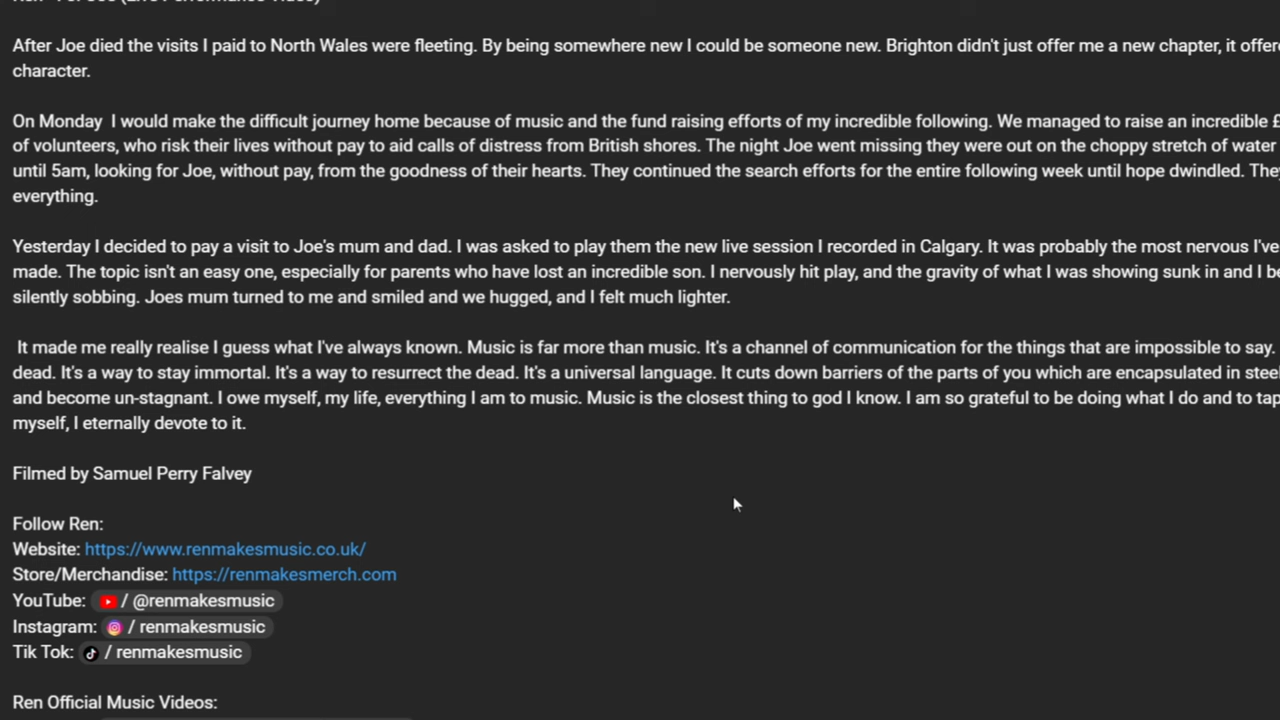 After Joe died the visits I paid to North Wales were fleeting. By being somewhere new I could be someone new. Brighton didn't just offer me a new chapter, it offere
character.
On Monday  I would make the difficult journey home because of music and the fund raising efforts of my incredible following. We managed to raise an incredible £
of volunteers, who risk their lives without pay to aid calls of distress from British shores. The night Joe went missing they were out on the choppy stretch of water
until 5am, looking for Joe, without pay, from the goodness of their hearts. They continued the search efforts for the entire following week until hope dwindled. They
everything.
Yesterday I decided to pay a visit to Joe's mum and dad. I was asked to play them the new live session I recorded in Calgary. It was probably the most nervous I've
made. The topic isn't an easy one, especially for parents who have lost an incredible son. I nervously hit play, and the gravity of what I was showing sunk in and I be
silently sobbing. Joes mum turned to me and smiled and we hugged, and I felt much lighter.
It made me really realise I guess what I've always known. Music is far more than music. It's a channel of communication for the things that are impossible to say.
dead. It's a way to stay immortal. It's a way to resurrect the dead. It's a universal language. It cuts down barriers of the parts of you which are encapsulated in steel
and become un-stagnant. I owe myself, my life, everything I am to music. Music is the closest thing to god I know. I am so grateful to be doing what I do and to tap
myself, I eternally devote to it.
Filmed by Samuel Perry Falvey
Follow Ren:
Website: https://www.renmakesmusic.co.uk/
Store/Merchandise: https://renmakesmerch.com
YouTube: / @renmakesmusic
Instagram: / renmakesmusic
Tik Tok: / renmakesmusic
Ren Official Music Videos: